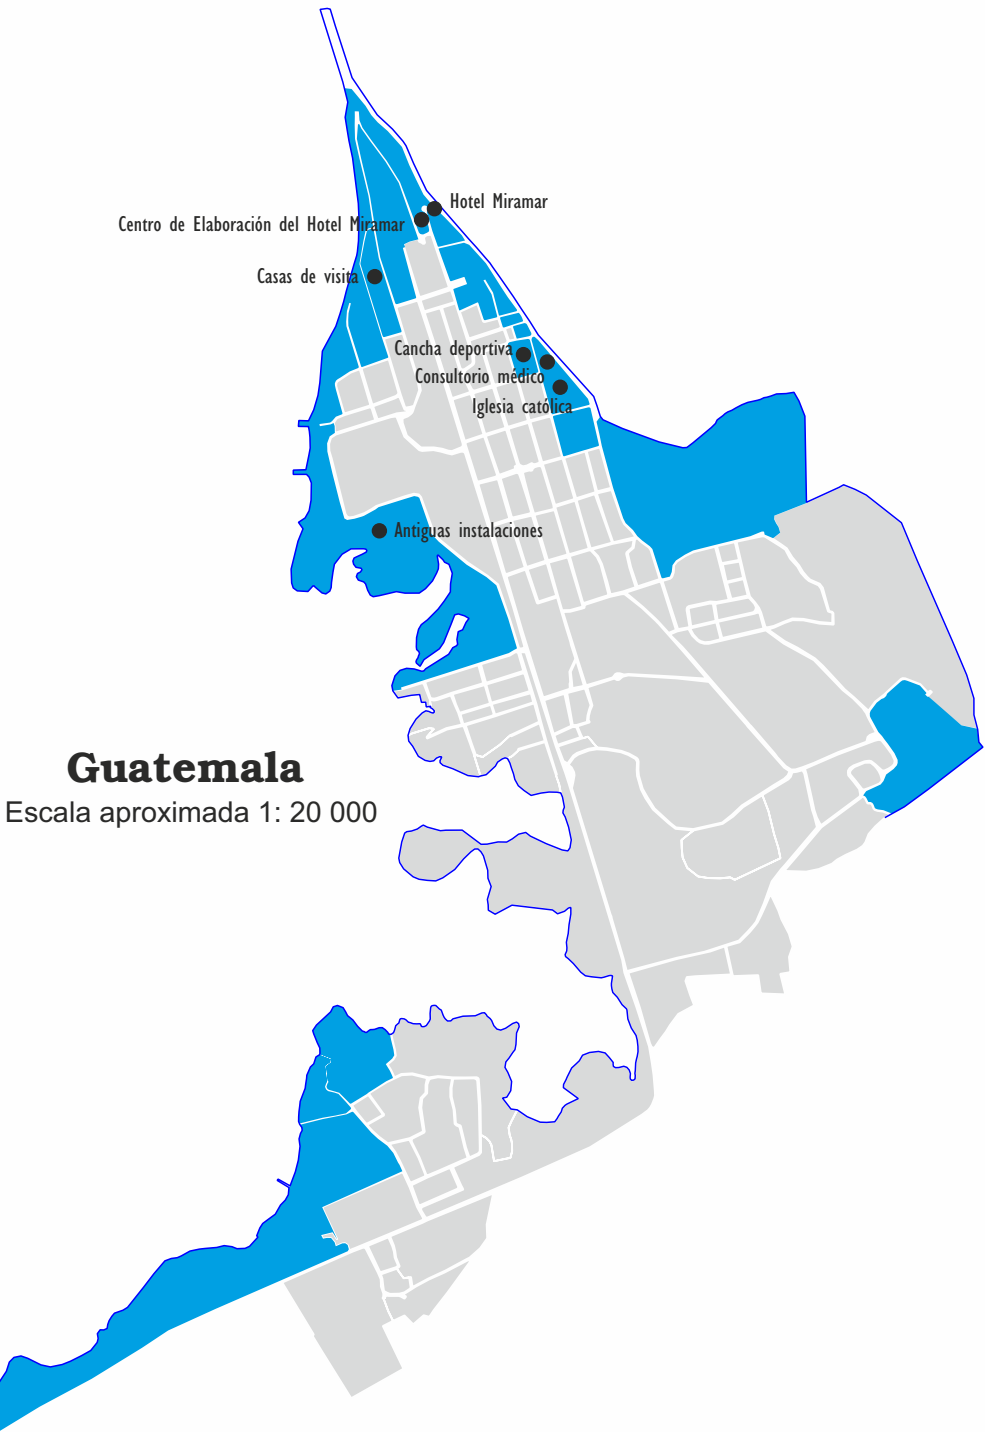 Hotel Miramar
Centro de Elaboración del Hotel Miramar
Casas de visita
Cancha deportiva
Consultorio médico
Iglesia católica
Antiguas instalaciones
Guatemala
Escala aproximada 1: 20 000